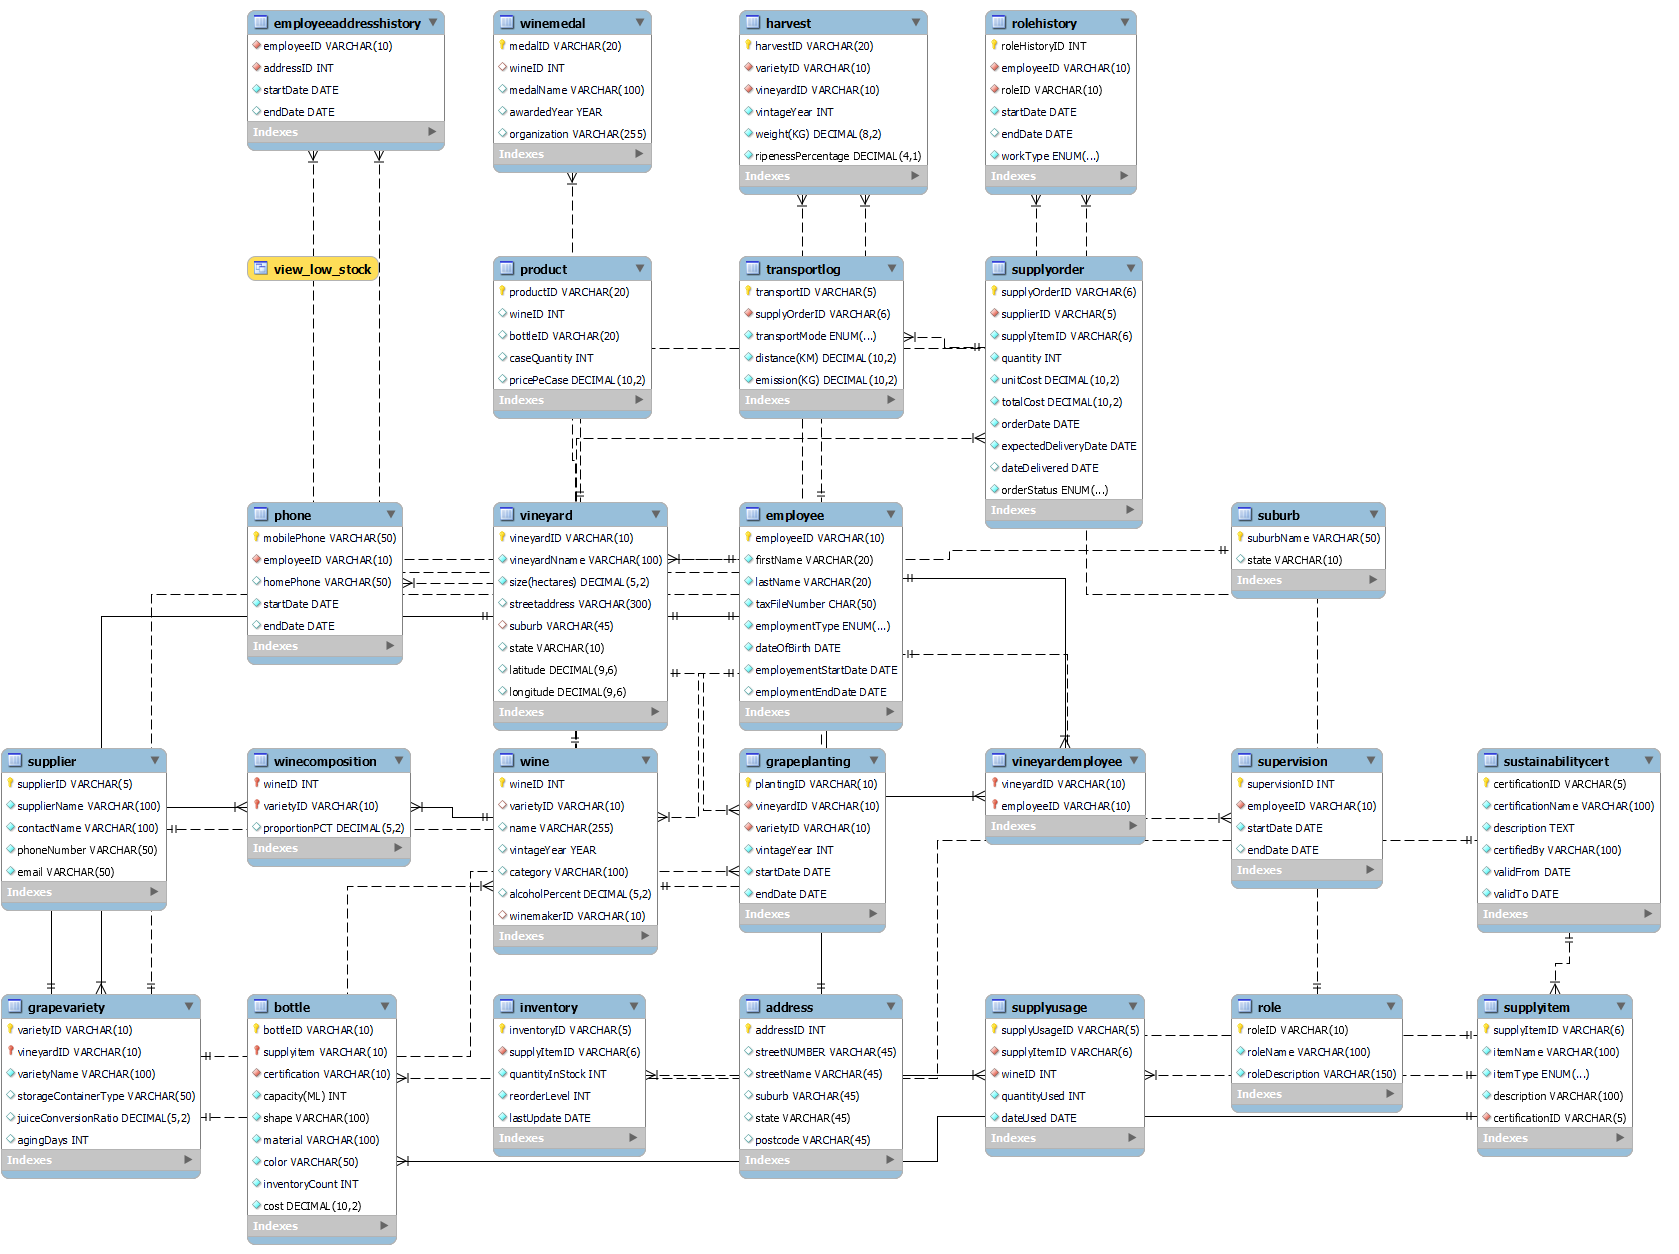 employeeaddresshistory
employeeID VARCHAR(10)
addressID INT
startDate DATE
endDate DATE
Indexes
winemedal
medalID VARCHAR(20)
wineID INT
medalName VARCHAR(100)
awardedYear YEAR
organization VARCHAR(255)
Indexes
harvest
harvestID VARCHAR(20)
varietyID VARCHAR(10)
vineyardID VARCHAR(10)
vintageYear INT
weight(KG) DECIMAL(8,2)
ripenessPercentage DECIMAL(4,1)
Indexes
rolehistory
roleHistoryID INT
employeeID VARCHAR(10)
roleID VARCHAR(10)
startDate DATE
endDate DATE
workType ENUM(...)
Indexes
view_low_stock
product
productID VARCHAR(20)
wineID INT
bottleID VARCHAR(20)
caseQuantity INT
pricePeCase DECIMAL(10,2)
Indexes
transportlog
transportID VARCHAR(5)
supplyOrderID VARCHAR(6)
transportMode ENUM(...)
distance(KM) DECIMAL(10,2)
emission(KG) DECIMAL(10,2)
Indexes
supplyorder
supplyOrderID VARCHAR(6)
supplierID VARCHAR(5)
supplyItemID VARCHAR(6)
quantity INT
unitCost DECIMAL(10,2)
totalCost DECIMAL(10,2)
orderDate DATE
expectedDeliveryDate DATE
dateDelivered DATE
orderStatus ENUM(...)
Indexes
phone
mobilePhone VARCHAR(50)
employeeID VARCHAR(10)
homePhone VARCHAR(50)
startDate DATE
endDate DATE
Indexes
vineyard
vineyardID VARCHAR(10)
vineyardNname VARCHAR(100)
size(hectares) DECIMAL(5,2)
streetaddress VARCHAR(300)
suburb VARCHAR(45)
state VARCHAR(10)
latitude DECIMAL(9,6)
longitude DECIMAL(9,6)
Indexes
employee
employeeID VARCHAR(10)
firstName VARCHAR(20)
lastName VARCHAR(20)
taxFileNumber CHAR(50)
employmentType ENUM(...)
dateOfBirth DATE
employementStartDate DATE
employmentEndDate DATE
Indexes
suburb
suburbName VARCHAR(50)
state VARCHAR(10)
Indexes
supplier
supplierID VARCHAR(5)
supplierName VARCHAR(100)
contactName VARCHAR(100)
phoneNumber VARCHAR(50)
email VARCHAR(50)
Indexes
winecomposition
wineID INT
varietyID VARCHAR(10)
proportionPCT DECIMAL(5,2)
Indexes
wine
wineID INT
varietyID VARCHAR(10)
name VARCHAR(255)
vintageYear YEAR
category VARCHAR(100)
alcoholPercent DECIMAL(5,2)
winemakerID VARCHAR(10)
Indexes
grapeplanting
plantingID VARCHAR(10)
vineyardID VARCHAR(10)
varietyID VARCHAR(10)
vintageYear INT
startDate DATE
endDate DATE
Indexes
vineyardemployee
vineyardID VARCHAR(10)
employeeID VARCHAR(10)
Indexes
supervision
supervisionID INT
employeeID VARCHAR(10)
startDate DATE
endDate DATE
Indexes
sustainabilitycert
certificationID VARCHAR(5)
certificationName VARCHAR(100)
description TEXT
certifiedBy VARCHAR(100)
validFrom DATE
validTo DATE
Indexes
grapevariety
varietyID VARCHAR(10)
vineyardID VARCHAR(10)
varietyName VARCHAR(100)
storageContainerType VARCHAR(50)
juiceConversionRatio DECIMAL(5,2)
agingDays INT
Indexes
bottle
bottleID VARCHAR(10)
supplyitem VARCHAR(10)
certification VARCHAR(10)
capacity(ML) INT
shape VARCHAR(100)
material VARCHAR(100)
color VARCHAR(50)
inventoryCount INT
cost DECIMAL(10,2)
Indexes
inventory
inventoryID VARCHAR(5)
supplyItemID VARCHAR(6)
quantityInStock INT
reorderLevel INT
lastUpdate DATE
Indexes
address
addressID INT
streetNUMBER VARCHAR(45)
streetName VARCHAR(45)
suburb VARCHAR(45)
state VARCHAR(45)
postcode VARCHAR(45)
Indexes
supplyusage
supplyUsageID VARCHAR(5)
supplyItemID VARCHAR(6)
wineID INT
quantityUsed INT
dateUsed DATE
Indexes
role
roleID VARCHAR(10)
roleName VARCHAR(100)
roleDescription VARCHAR(150)
Indexes
supplyitem
supplyItemID VARCHAR(6)
itemName VARCHAR(100)
itemType ENUM(...)
description VARCHAR(100)
certificationID VARCHAR(5)
Indexes